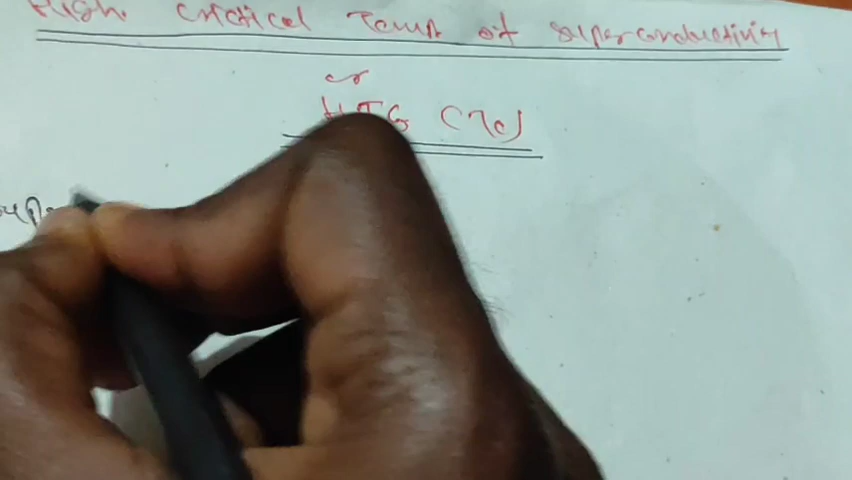 High critical Temp of superconductivity
or
HTS (Tc)